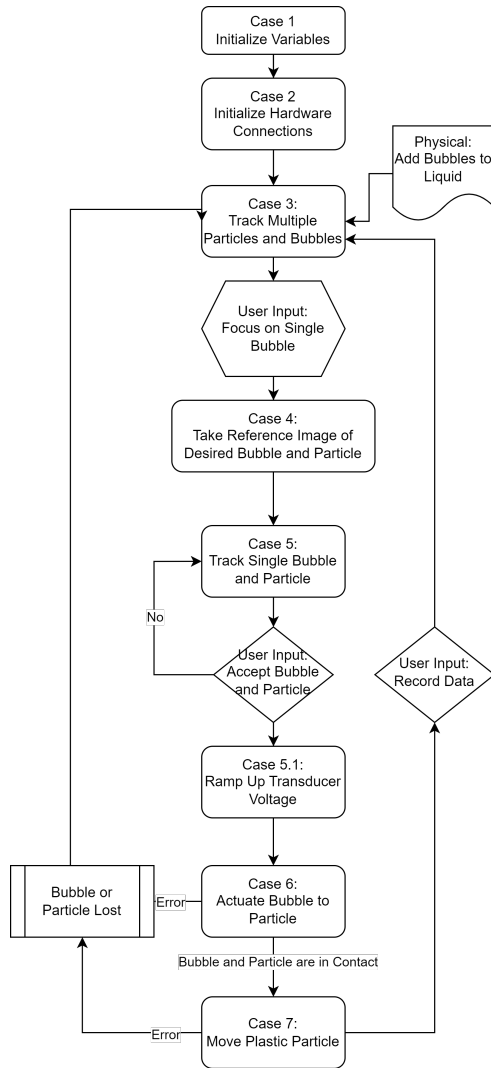 Case 1
Initialize Variables
Case 2
Initialize Hardware
Connections
Physical:
Add Bubbles to
Liquid
Case 3:
Track Multiple
Particles and Bubbles
User Input:
Focus on Single
Bubble
Case 4:
Take Reference Image of
Desired Bubble and Particle
Case 5:
Track Single Bubble
and Particle
No
User Input:
Accept Bubble
and Particle
User Input:
Record Data
Case 5.1:
Ramp Up Transducer
Voltage
Bubble or
Particle Lost
Error
Case 6:
Actuate Bubble to
Particle
Bubble and Particle are in Contact
Error
Case 7:
Move Plastic Particle